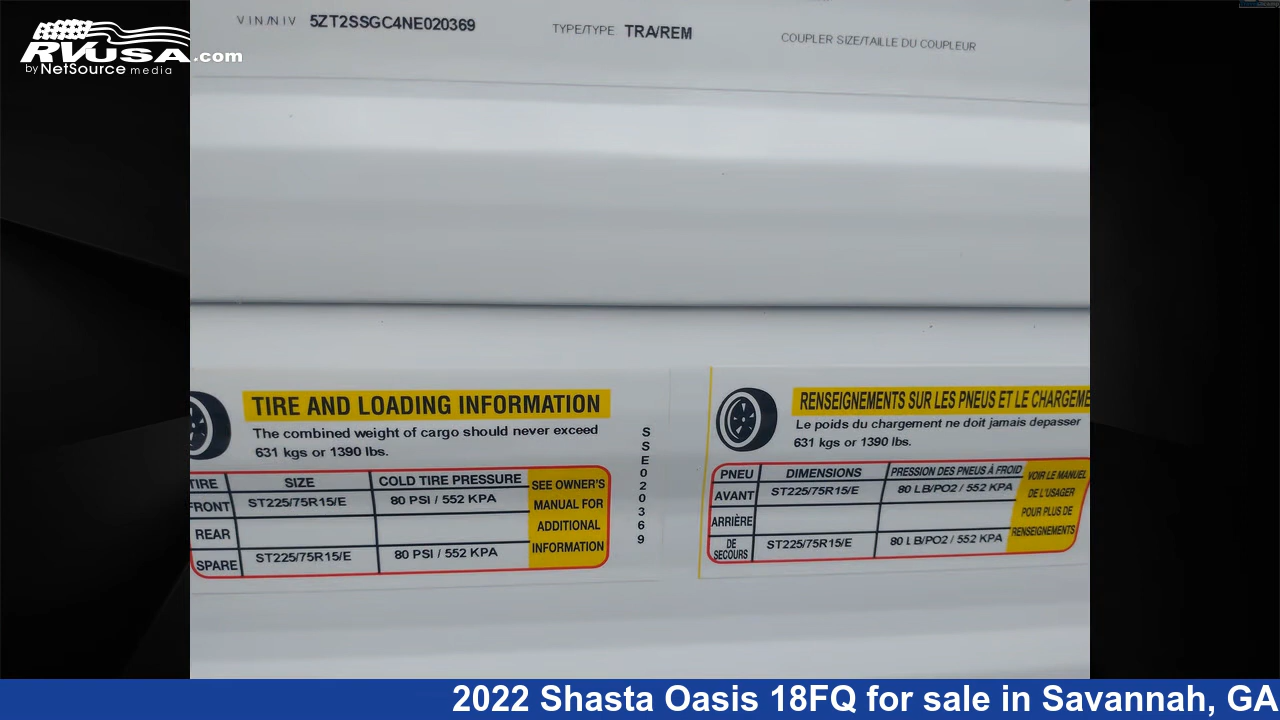 VIN/NIV 5ZT2SSGC4NE020369 TYPE/TYPE TRA/REM COUPLER SIZE/TAILLE DU COUPLEUR
RVUSA.com
by NetSource media
TIRE AND LOADING INFORMATION
The combined weight of cargo should never exceed
631 kgs or 1390 lbs.
TIRE SIZE COLD TIRE PRESSURE
FRONT ST225/75R15/E 80 PSI / 552 KPA
REAR
SPARE ST225/75R15/E 80 PSI / 552 KPA
SEE OWNER'S
MANUAL FOR
ADDITIONAL
INFORMATION
SSE020369
RENSEIGNEMENTS SUR LES PNEUS ET LE CHARGEME
Le poids du chargement ne doit jamais depasser
631 kgs or 1390 lbs.
PNEU DIMENSIONS PRESSION DES PNEUS À FROID
AVANT ST225/75R15/E 80 LB/PO2 / 552 KPA
ARRIÈRE
DE SECOURS ST225/75R15/E 80 LB/PO2 / 552 KPA
VOIR LE MANUEL
DE L'USAGER
POUR PLUS DE
RENSEIGNEMENTS
2022 Shasta Oasis 18FQ for sale in Savannah, GA